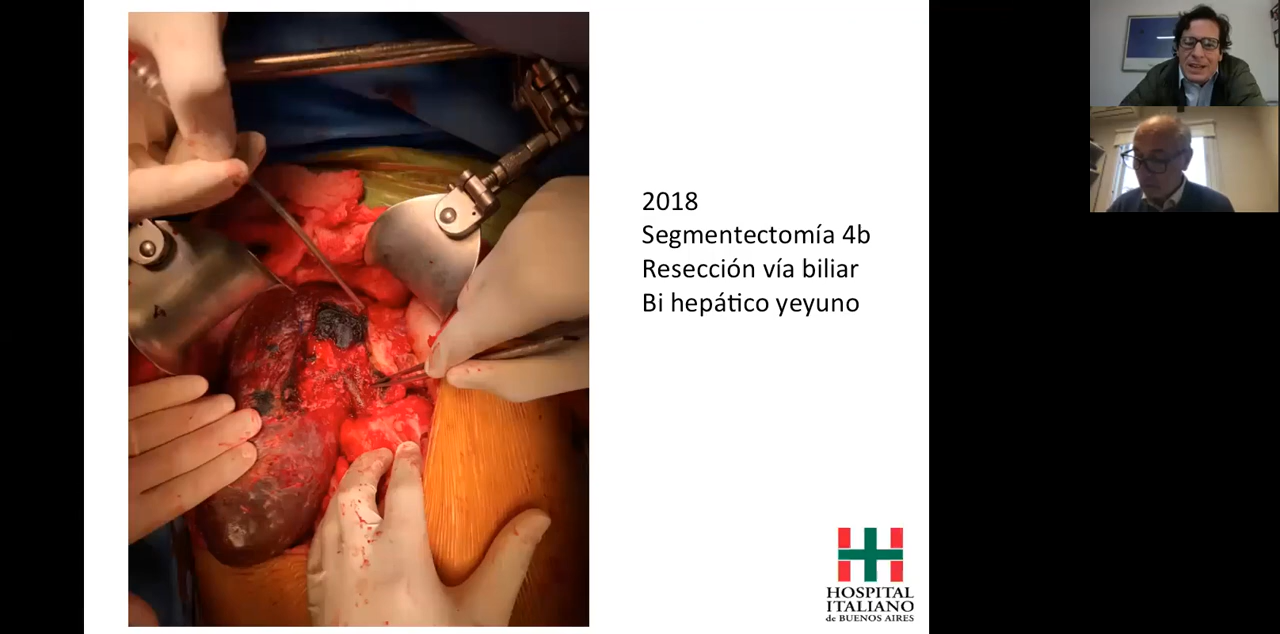 2018
Segmentectomía 4b
Resección vía biliar
Bi hepático yeyuno
HOSPITAL
ITALIANO
de BUENOS AIRES